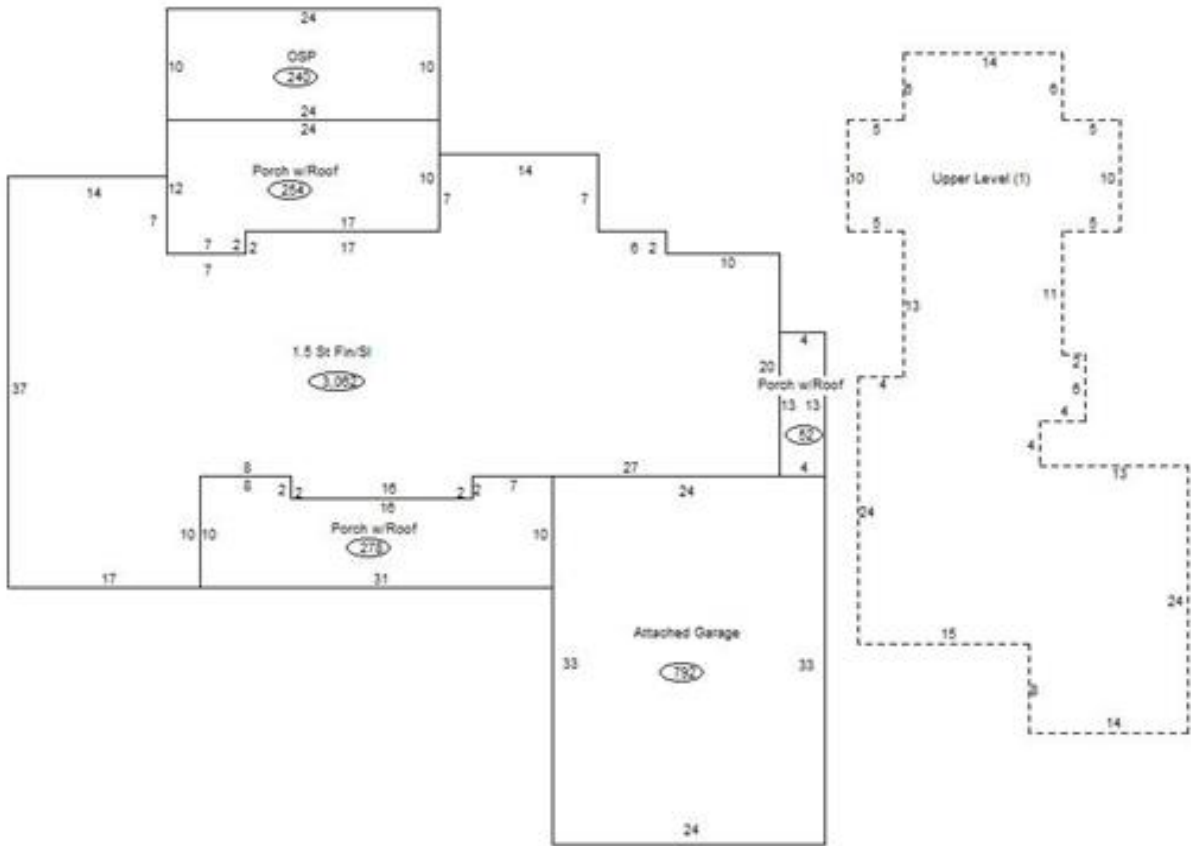 24
OSP
10 240 10
24
24
Porch w/Roof
12 254 10
14
7
7 2 2 17
7 17
7 14 7
6 2
10
1.5 St Fin/Sl
3,062
37
20
4
Porch w/Roof
13 13
52
4
8
8 2 2 16 2 2 7
16
27
24
Porch w/Roof
10 10 278 10
17
31
Attached Garage
33 792 33
24
14
6 6
5 5
10 Upper Level (1) 10
5 5
13 11
2
4 6
4
4
13
24 24
15
8
14